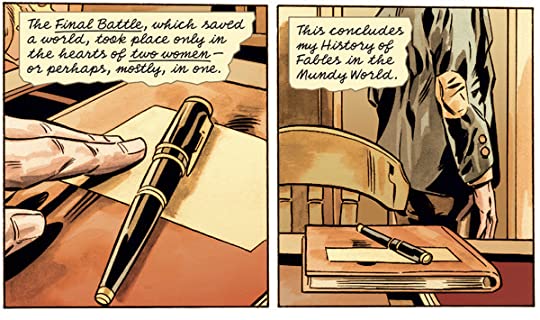 The Final Battle, which saved
a world, took place only in
the hearts of two women—
or perhaps, mostly, in one.
This concludes
my History of
Fables in the
Mundy World.